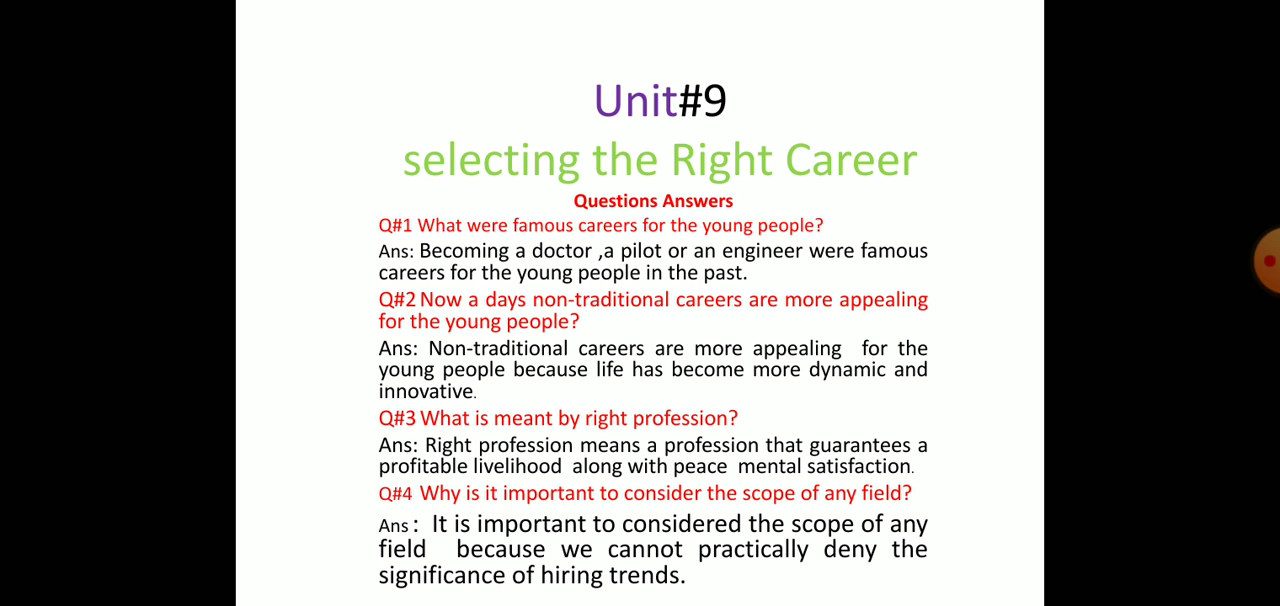 Unit#9
selecting the Right Career
Questions Answers
Q#1 What were famous careers for the young people?
Ans: Becoming a doctor ,a pilot or an engineer were famous
careers for the young people in the past.
Q#2 Now a days non-traditional careers are more appealing
for the young people?
Ans: Non-traditional careers are more appealing for the
young people because life has become more dynamic and
innovative.
Q#3 What is meant by right profession?
Ans: Right profession means a profession that guarantees a
profitable livelihood along with peace mental satisfaction.
Q#4 Why is it important to consider the scope of any field?
Ans : It is important to considered the scope of any
field because we cannot practically deny the
significance of hiring trends.